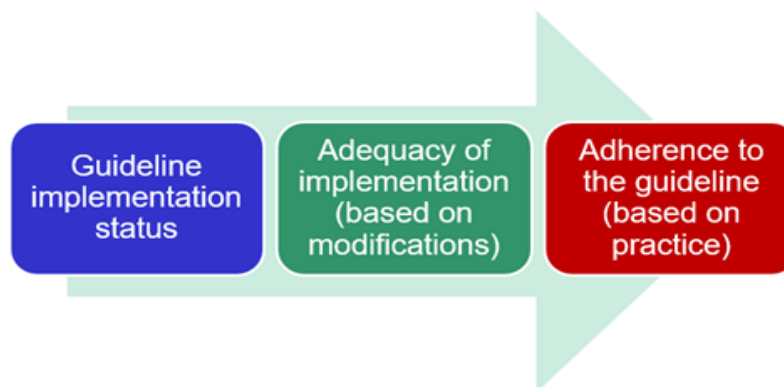 Guideline
implementation
status
Adequacy of
implementation
(based on
modifications)
Adherence to
the guideline
(based on
practice)